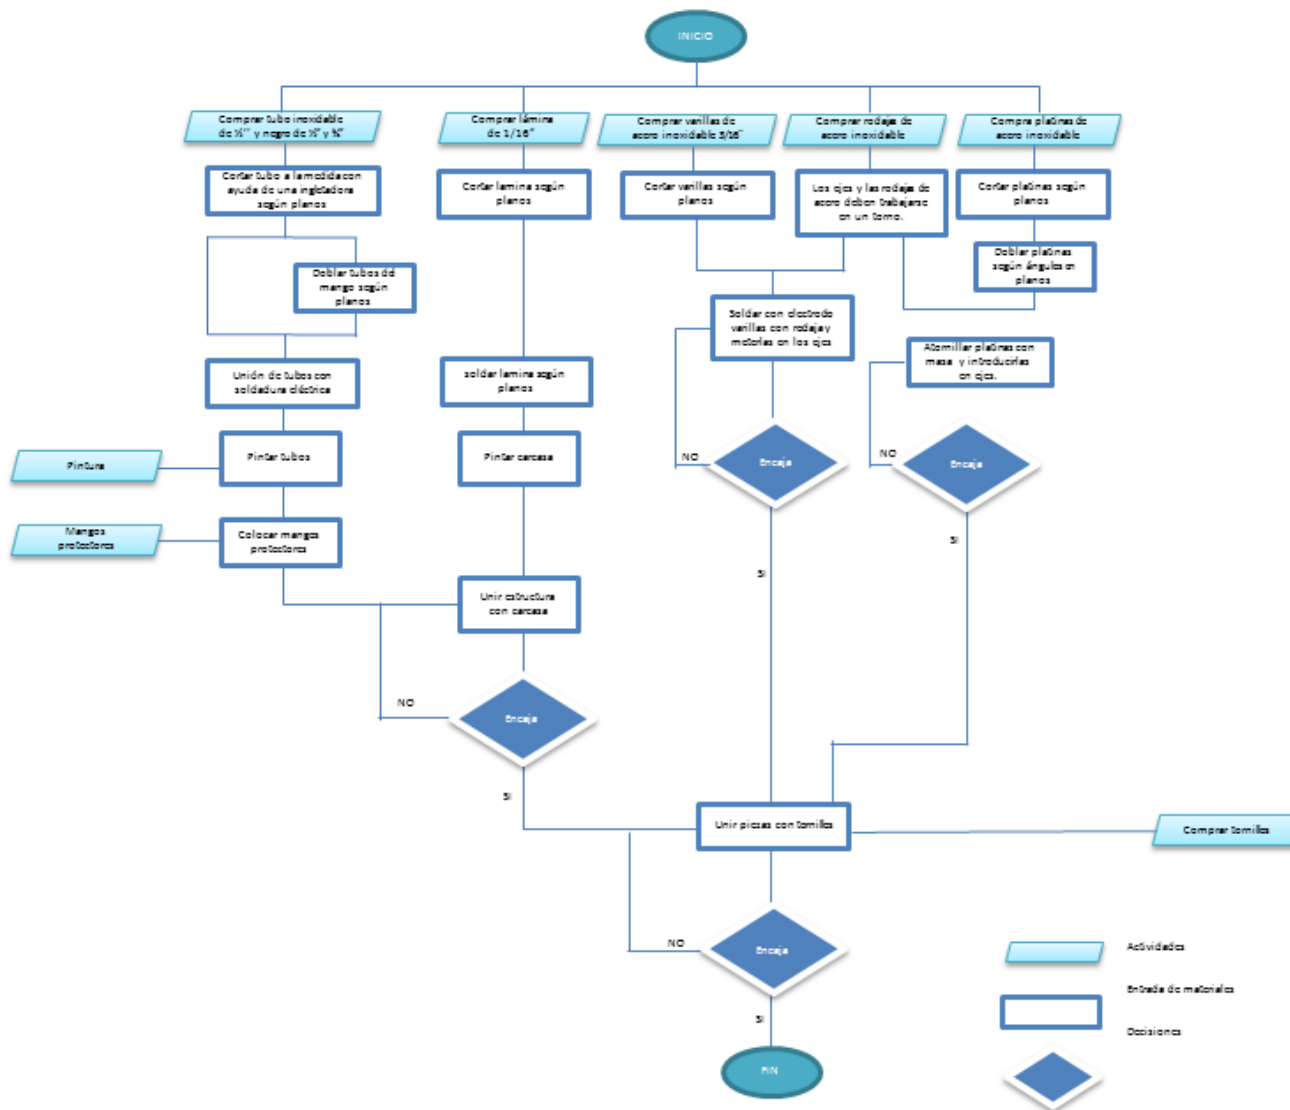 INICIO
Comprar tubo inoxidable
de ½'' y negro de ½" y ¾"
Comprar lámina
de 1/16"
Comprar varillas de
acero inoxidable 3/16"
Comprar rodajas de
acero inoxidable
Compra platinas de
acero inoxidable
Cortar tubo a la medida con
ayuda de una ingletadora
según planos
Cortar lamina según
planos
Cortar varillas según
planos
Los ejes y las rodajas de
acero deben trabajarse
en un torno.
Cortar platinas según
planos
Doblar tubos del
mango según
planos
Doblar platinas
según ángulos en
planos
Soldar con electrodo
varillas con rodaja y
meterlas en los ejes
Atornillar platinas con
masa y introducirlas
en ejes.
Unión de tubos con
soldadura eléctrica
soldar lamina según
planos
Pintura
Pintar tubos
Pintar carcasa
NO
Encaja
NO
Encaja
Mangos
protectores
Colocar mangos
protectores
SI
SI
Unir estructura
con carcasa
NO
Encaja
SI
Unir piezas con tornillos
Comprar tornillos
NO
Encaja
Actividades
Entrada de materiales
SI
Decisiones
FIN